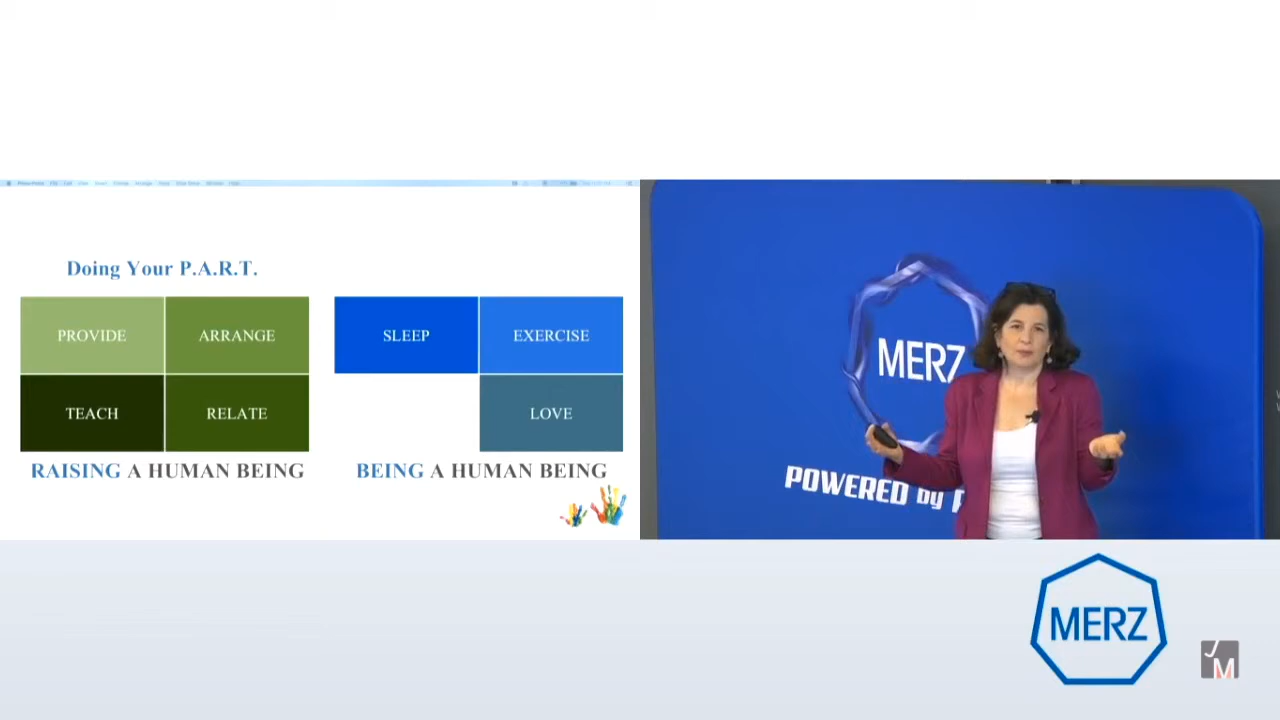 Doing Your P.A.R.T.
PROVIDE ARRANGE
TEACH RELATE
RAISING A HUMAN BEING
SLEEP EXERCISE
LOVE
BEING A HUMAN BEING
MERZ
POWERED by
MERZ
JM